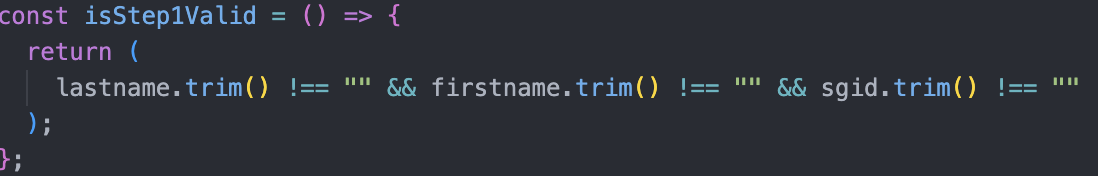 const isStep1Valid = () => {
  return (
    lastname.trim() !== "" && firstname.trim() !== "" && sgid.trim() !== ""
  );
};